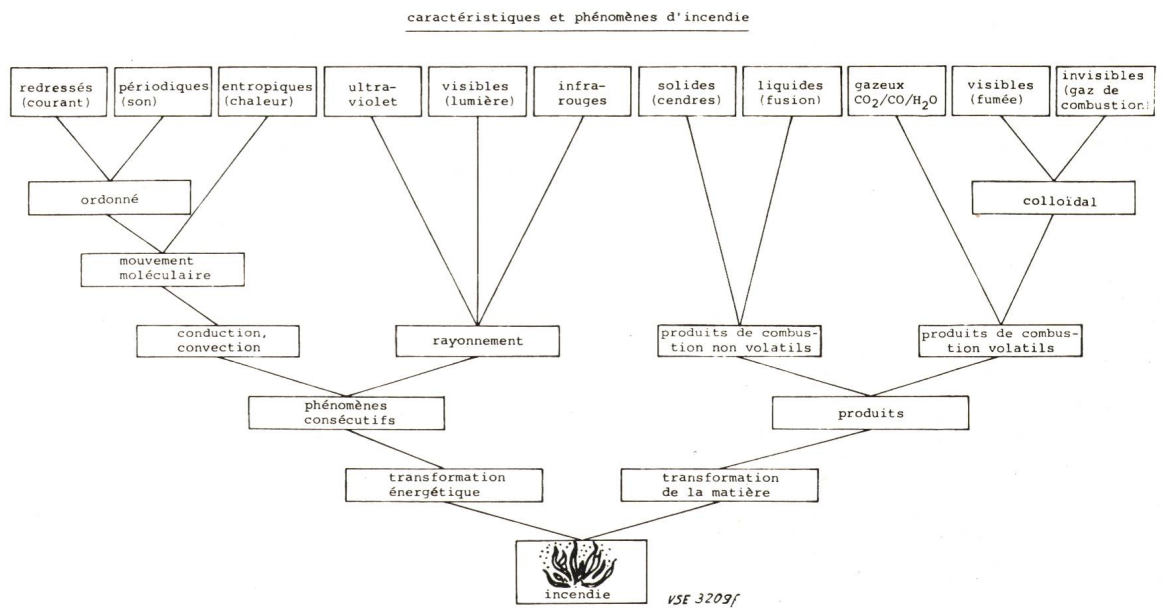 caractéristiques et phénomènes d'incendie
redressés
(courant)
périodiques
(son)
entropiques
(chaleur)
ultra-
violet
visibles
(lumière)
infra-
rouges
solides
(cendres)
liquides
(fusion)
gazeux
CO2/CO/H2O
visibles
(fumée)
invisibles
(gaz de
combustion)
ordonné
colloïdal
mouvement
moléculaire
conduction,
convection
rayonnement
produits de combus-
tion non volatils
produits de combus-
tion volatils
phénomènes
consécutifs
produits
transformation
énergétique
transformation
de la matière
incendie
VSE 3209f